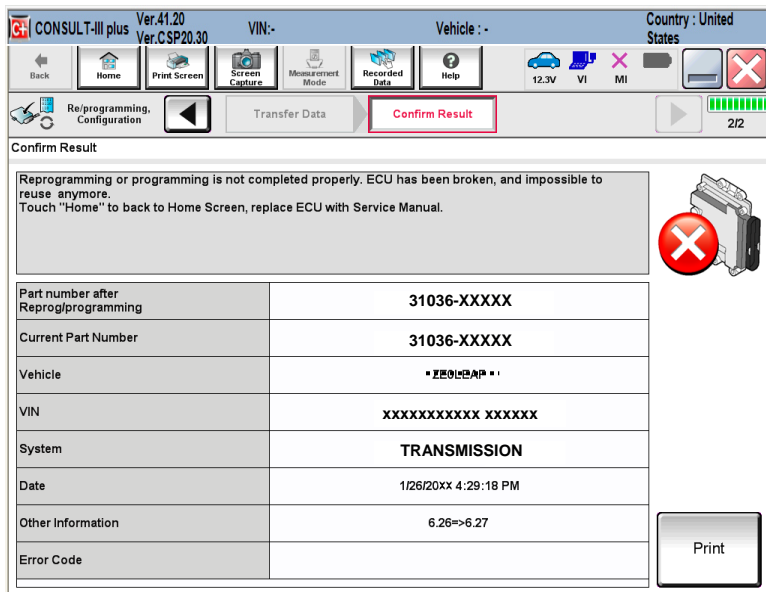 CONSULT-III plus Ver.41.20 VIN:- Vehicle : - Country : United
Ver.CSP20.30 States
Back Home Print Screen Screen Capture Measurement Mode Recorded Data Help 12.3V VI MI
Re/programming,
Configuration
Transfer Data
Confirm Result
2/2
Confirm Result
Reprogramming or programming is not completed properly. ECU has been broken, and impossible to
reuse anymore.
Touch "Home" to back to Home Screen, replace ECU with Service Manual.
Part number after
Reprog/programming
31036-XXXXX
Current Part Number
31036-XXXXX
Vehicle
VIN
xxxxxxxxxxx xxxxxx
System
TRANSMISSION
Date
1/26/20xx 4:29:18 PM
Other Information
6.26=>6.27
Error Code
Print